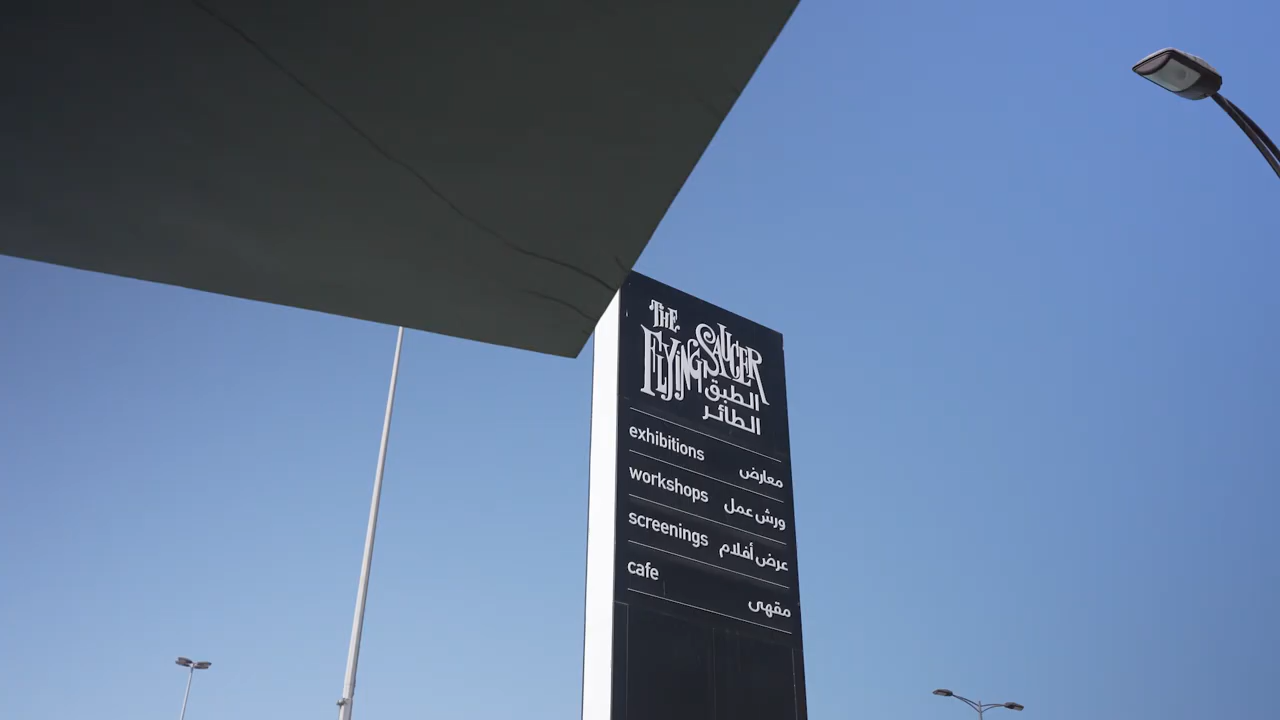 THE
FLYING SAUCER
الطبق
الطائر
exhibitions معارض
workshops ورش عمل
screenings عرض أفلام
cafe مقهى